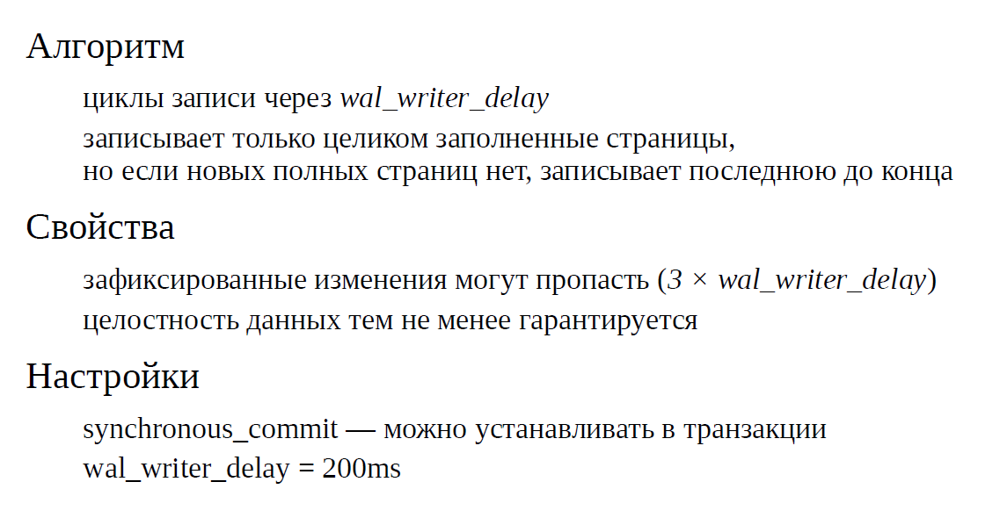 Алгоритм
циклы записи через wal_writer_delay
записывает только целиком заполненные страницы,
но если новых полных страниц нет, записывает последнюю до конца
Свойства
зафиксированные изменения могут пропасть (3 × wal_writer_delay)
целостность данных тем не менее гарантируется
Настройки
synchronous_commit — можно устанавливать в транзакции
wal_writer_delay = 200ms